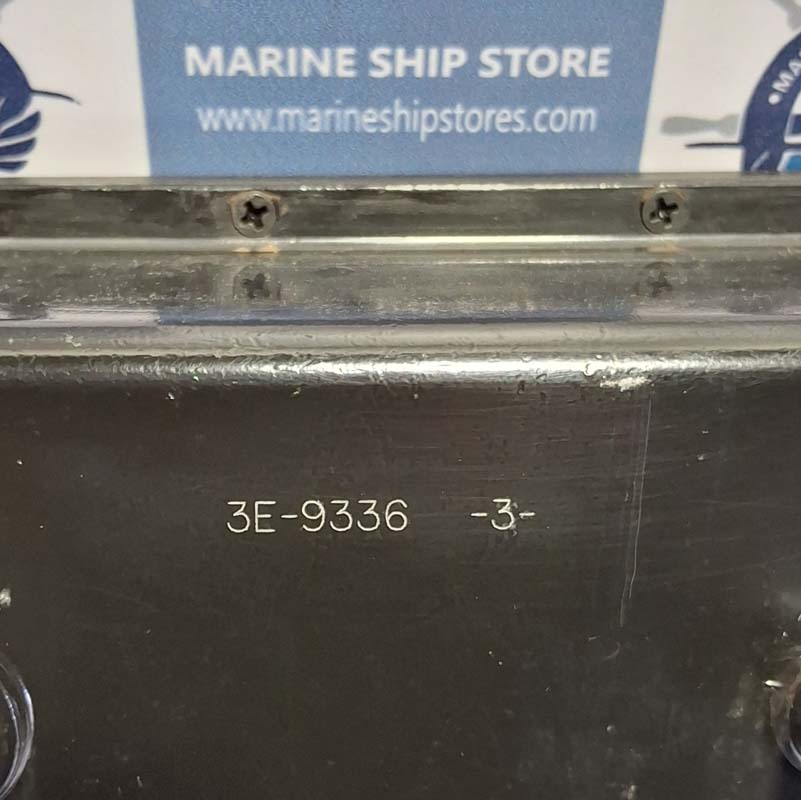 MARINE SHIP STORE
www.marineshipstores.com
3E-9336 -3-